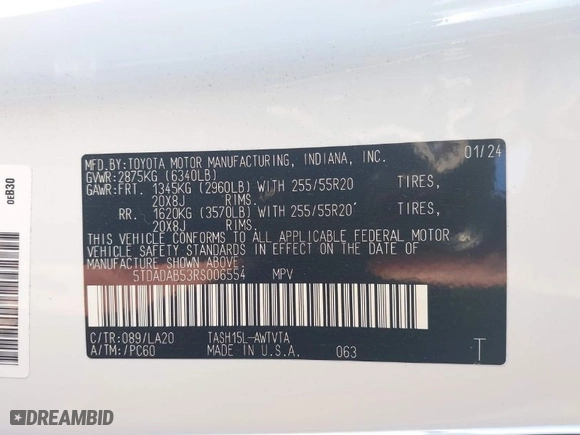 MFD.BY:TOYOTA MOTOR MANUFACTURING, INDIANA, INC. 01/24
GVWR:2875KG (6340LB)
GAWR:FRT. 1345KG (2960LB) WITH 255/55R20 TIRES,
20X8J RIMS.
RR. 1620KG (3570LB) WITH 255/55R20 TIRES,
20X8J RIMS.
THIS VEHICLE CONFORMS TO ALL APPLICABLE FEDERAL MOTOR
VEHICLE SAFETY STANDARDS IN EFFECT ON THE DATE OF
MANUFACTURE SHOWN ABOVE.
5TDADAB53RS006554 MPV
C/TR:089/LA20 TASH15L-AWTVTA
A/TM:/PC60 MADE IN U.S.A. 063 T
0EB30
DREAMBID